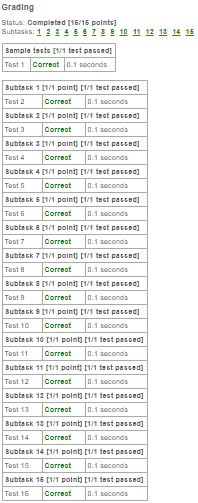 Grading
Status: Completed [15/15 points]
Subtasks: 1 2 3 4 5 6 7 8 9 10 11 12 13 14 15
Sample tests [1/1 test passed]
Test 1 Correct 0.1 seconds
Subtask 1 [1/1 point] [1/1 test passed]
Test 2 Correct 0.1 seconds
Subtask 2 [1/1 point] [1/1 test passed]
Test 3 Correct 0.1 seconds
Subtask 3 [1/1 point] [1/1 test passed]
Test 4 Correct 0.1 seconds
Subtask 4 [1/1 point] [1/1 test passed]
Test 5 Correct 0.1 seconds
Subtask 5 [1/1 point] [1/1 test passed]
Test 6 Correct 0.1 seconds
Subtask 6 [1/1 point] [1/1 test passed]
Test 7 Correct 0.1 seconds
Subtask 7 [1/1 point] [1/1 test passed]
Test 8 Correct 0.1 seconds
Subtask 8 [1/1 point] [1/1 test passed]
Test 9 Correct 0.1 seconds
Subtask 9 [1/1 point] [1/1 test passed]
Test 10 Correct 0.1 seconds
Subtask 10 [1/1 point] [1/1 test passed]
Test 11 Correct 0.1 seconds
Subtask 11 [1/1 point] [1/1 test passed]
Test 12 Correct 0.1 seconds
Subtask 12 [1/1 point] [1/1 test passed]
Test 13 Correct 0.1 seconds
Subtask 13 [1/1 point] [1/1 test passed]
Test 14 Correct 0.1 seconds
Subtask 14 [1/1 point] [1/1 test passed]
Test 15 Correct 0.1 seconds
Subtask 15 [1/1 point] [1/1 test passed]
Test 16 Correct 0.1 seconds